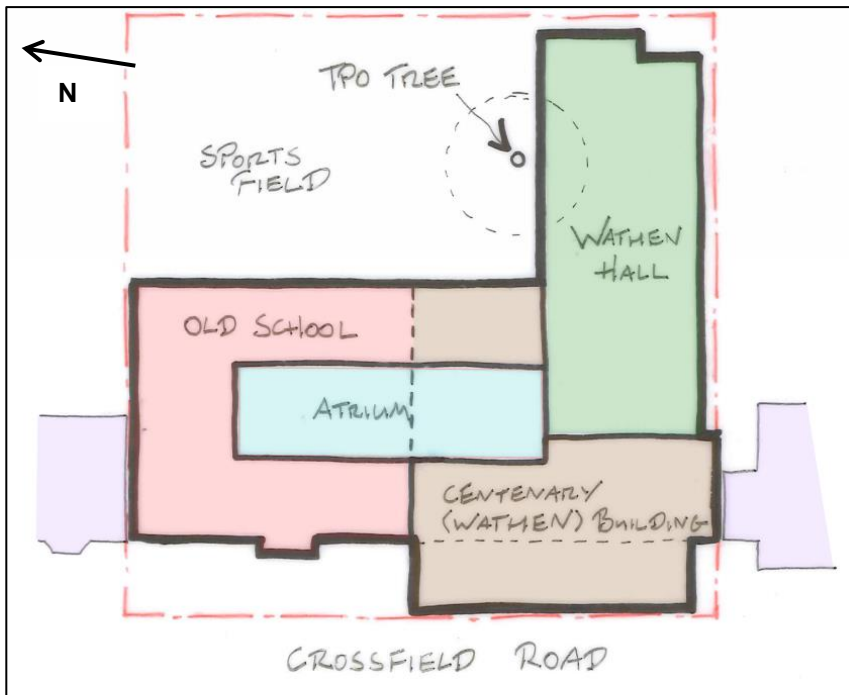 N
TPO TREE
SPORTS
FIELD
WATHEN
HALL
OLD SCHOOL
ATRIUM
CENTENARY
(WATHEN) BUILDING
CROSSFIELD ROAD